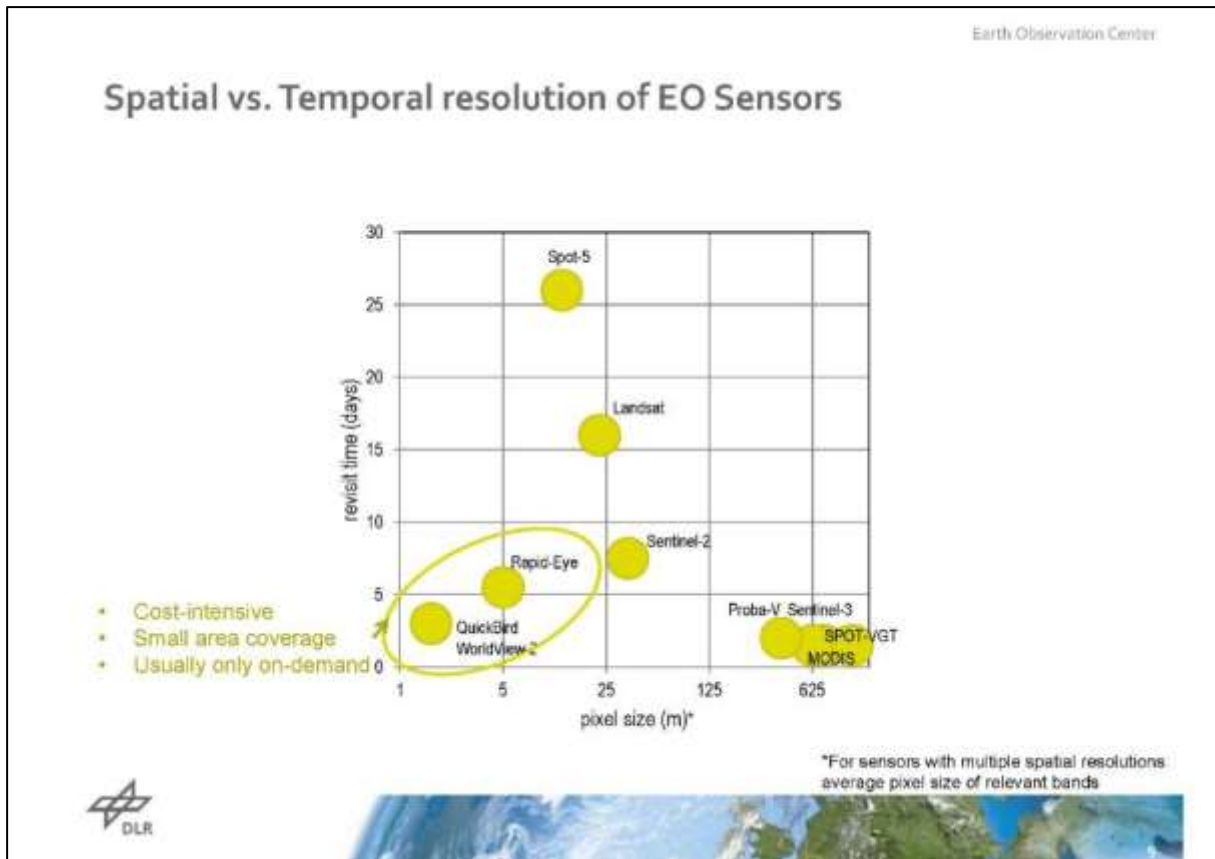 Earth Observation Center
Spatial vs. Temporal resolution of EO Sensors
30
25
20
15
10
5
0
revisit time (days)
Spot-5
Landsat
Sentinel-2
Rapid-Eye
QuickBird
WorldView-2
Proba-V Sentinel-3
SPOT-VGT
MODIS
1 5 25 125 625
pixel size (m)*
• Cost-intensive
• Small area coverage
• Usually only on-demand
*For sensors with multiple spatial resolutions
average pixel size of relevant bands
DLR